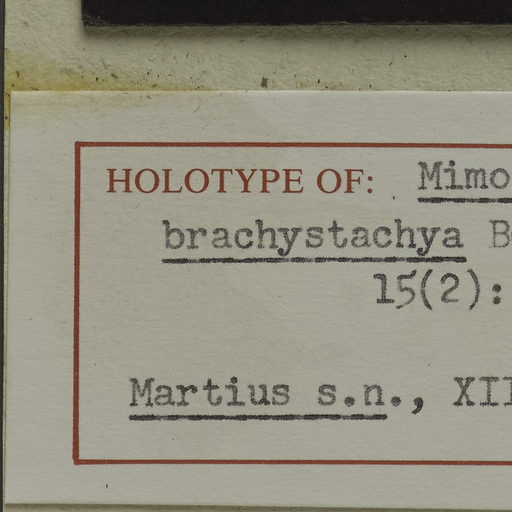 HOLOTYPE OF: Mimo
brachystachya B
15(2):
Martius s.n., XII